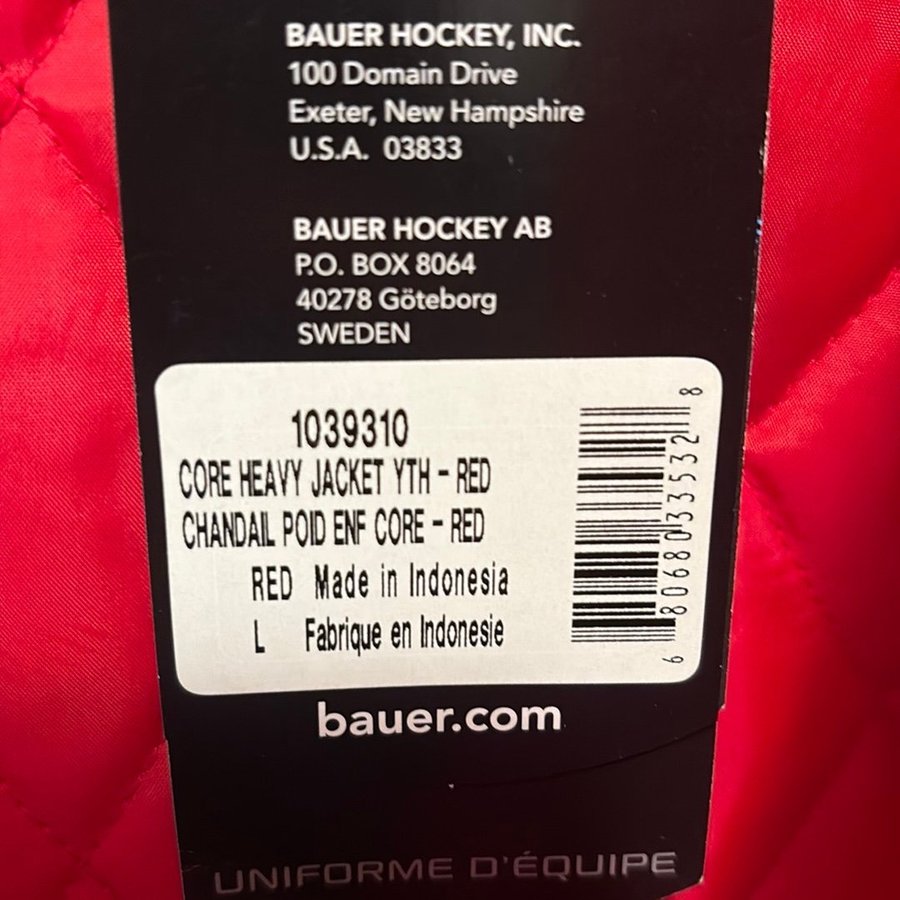 BAUER HOCKEY, INC.
100 Domain Drive
Exeter, New Hampshire
U.S.A. 03833
BAUER HOCKEY AB
P.O. BOX 8064
40278 Göteborg
SWEDEN
1039310
CORE HEAVY JACKET YTH - RED
CHANDAIL POID ENF CORE - RED
RED Made in Indonesia
L Fabrique en Indonesie
6 80680 33532 8
bauer.com
UNIFORME D'ÉQUIPE